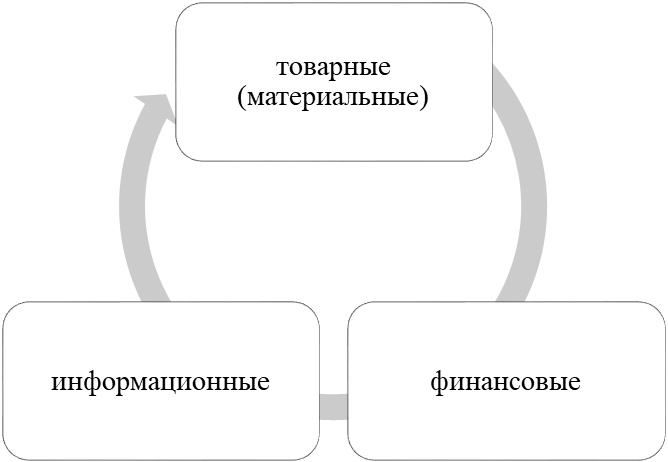 товарные
(материальные)
информационные
финансовые